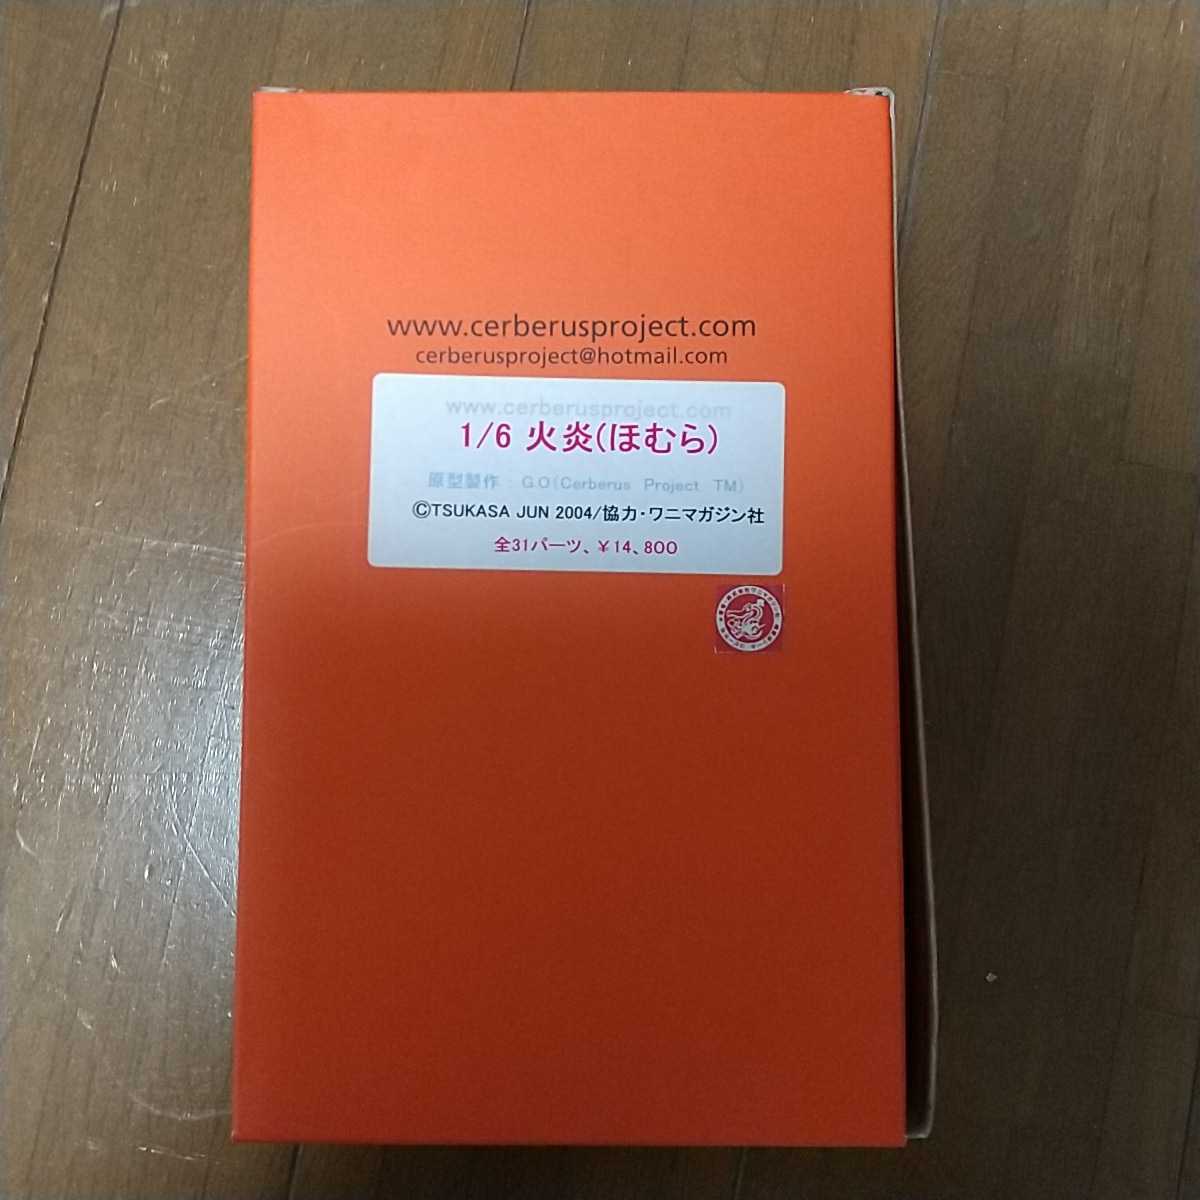 www.cerberusproject.com
cerberusproject@hotmail.com
www.cerberusproject.com
1/6 火炎(ほむら)
原型製作 : GO(Cerberus Project TM)
©TSUKASA JUN 2004/協力・ワニマガジン社
全31パーツ、￥14、800